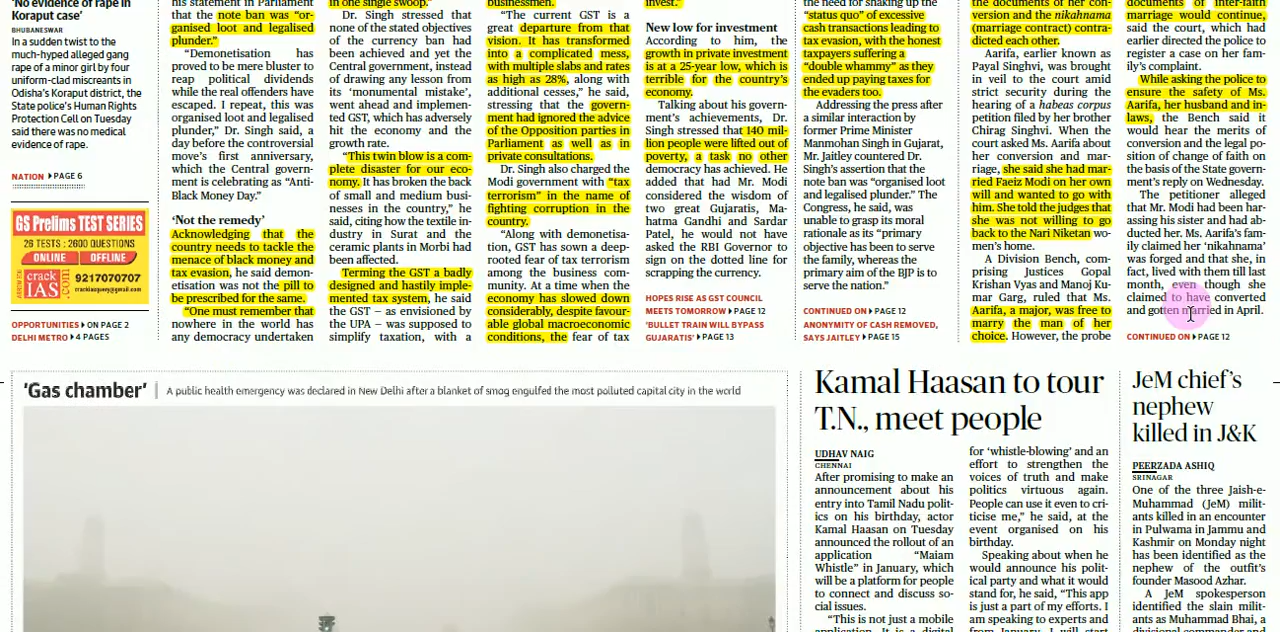 'No evidence of rape in
Koraput case'
BHUBANESWAR
In a sudden twist to the
much-hyped alleged gang
rape of a minor girl by four
uniform-clad miscreants in
Odisha's Koraput district, the
State police's Human Rights
Protection Cell on Tuesday
said there was no medical
evidence of rape.
NATION PAGE 6
GS Prelims TEST SERIES
28 TESTS : 2600 QUESTIONS
ONLINE OFFLINE
crack
IAS
.com
9217070707
OPPORTUNITIES ON PAGE 2
DELHI METRO 4 PAGES
his statement in Parliament
that the note ban was "or-
ganised loot and legalised
plunder."
"Demonetisation has
proved to be mere bluster to
reap political dividends
while the real offenders have
escaped. I repeat, this was
organised loot and legalised
plunder," Dr. Singh said, a
day before the controversial
move's first anniversary,
which the Central govern-
ment is celebrating as "Anti-
Black Money Day."
'Not the remedy'
Acknowledging that the
country needs to tackle the
menace of black money and
tax evasion, he said demon-
etisation was not the pill to
be prescribed for the same.
"One must remember that
nowhere in the world has
any democracy undertaken
in one single swoop."
Dr. Singh stressed that
none of the stated objectives
of the currency ban had
been achieved and yet the
Central government, instead
of drawing any lesson from
its 'monumental mistake',
went ahead and implemen-
ted GST, which has adversely
hit the economy and the
growth rate.
"This twin blow is a com-
plete disaster for our eco-
nomy. It has broken the back
of small and medium busi-
nesses in the country," he
said, citing how the textile in-
dustry in Surat and the
ceramic plants in Morbi had
been affected.
Terming the GST a badly
designed and hastily imple-
mented tax system, he said
the GST – as envisioned by
the UPA – was supposed to
simplify taxation, with a
businessmen.
"The current GST is a
great departure from that
vision. It has transformed
into a complicated mess,
with multiple slabs and rates
as high as 28%, along with
additional cesses," he said,
stressing that the govern-
ment had ignored the advice
of the Opposition parties in
Parliament as well as in
private consultations.
Dr. Singh also charged the
Modi government with "tax
terrorism" in the name of
fighting corruption in the
country.
"Along with demonetisa-
tion, GST has sown a deep-
rooted fear of tax terrorism
among the business com-
munity. At a time when the
economy has slowed down
considerably, despite favour-
able global macroeconomic
conditions, the fear of tax
invest."
New low for investment
According to him, the
growth in private investment
is at a 25-year low, which is
terrible for the country's
economy.
Talking about his govern-
ment's achievements, Dr.
Singh stressed that 140 mil-
lion people were lifted out of
poverty, a task no other
democracy has achieved. He
added that had Mr. Modi
considered the wisdom of
two great Gujaratis, Ma-
hatma Gandhi and Sardar
Patel, he would not have
asked the RBI Governor to
sign on the dotted line for
scrapping the currency.
HOPES RISE AS GST COUNCIL
MEETS TOMORROW PAGE 12
'BULLET TRAIN WILL BYPASS
GUJARATIS' PAGE 13
the need for shaking up the
"status quo" of excessive
cash transactions leading to
tax evasion, with the honest
taxpayers suffering a
"double whammy" as they
ended up paying taxes for
the evaders too.
Addressing the press after
a similar interaction by
former Prime Minister
Manmohan Singh in Gujarat,
Mr. Jaitley countered Dr.
Singh's assertion that the
note ban was "organised loot
and legalised plunder." The
Congress, he said, was
unable to grasp its moral
rationale as its "primary
objective has been to serve
the family, whereas the
primary aim of the BJP is to
serve the nation."
CONTINUED ON PAGE 12
ANONYMITY OF CASH REMOVED,
SAYS JAITLEY PAGE 15
the documents of her con-
version and the nikahnama
(marriage contract) contra-
dicted each other.
Aarifa, earlier known as
Payal Singhvi, was brought
in veil to the court amid
strict security during the
hearing of a habeas corpus
petition filed by her brother
Chirag Singhvi. When the
court asked Ms. Aarifa about
her conversion and mar-
riage, she said she had mar-
ried Faeiz Modi on her own
will and wanted to go with
him. She told the judges that
she was not willing to go
back to the Nari Niketan wo-
men's home.
A Division Bench, com-
prising Justices Gopal
Krishan Vyas and Manoj Ku-
mar Garg, ruled that Ms.
Aarifa, a major, was free to
marry the man of her
choice. However, the probe
documents of inter-faith
marriage would continue,
said the court, which had
earlier directed the police to
register a case on her fam-
ily's complaint.
While asking the police to
ensure the safety of Ms.
Aarifa, her husband and in-
laws, the Bench said it
would hear the merits of
conversion and the legal po-
sition of change of faith on
the basis of the State govern-
ment's reply on Wednesday.
The petitioner alleged
that Mr. Modi had been har-
assing his sister and had ab-
ducted her. Ms. Aarifa's fam-
ily claimed her 'nikahnama'
was forged and that she, in
fact, lived with them till last
month, even though she
claimed to have converted
and gotten married in April.
CONTINUED ON PAGE 12
'Gas chamber' | A public health emergency was declared in New Delhi after a blanket of smog engulfed the most polluted capital city in the world
Kamal Haasan to tour
T.N., meet people
UDHAV NAIG
CHENNAI
After promising to make an
announcement about his
entry into Tamil Nadu polit-
ics on his birthday, actor
Kamal Haasan on Tuesday
announced the rollout of an
application "Maiam
Whistle" in January, which
will be a platform for people
to connect and discuss so-
cial issues.
"This is not just a mobile
application. It is a digital
for 'whistle-blowing' and an
effort to strengthen the
voices of truth and make
politics virtuous again.
People can use it even to cri-
ticise me," he said, at the
event organised on his
birthday.
Speaking about when he
would announce his polit-
ical party and what it would
stand for, he said, "This app
is just a part of my efforts. I
am speaking to experts and
from January, I will start
JeM chief's
nephew
killed in J&K
PEERZADA ASHIQ
SRINAGAR
One of the three Jaish-e-
Muhammad (JeM) milit-
ants killed in an encounter
in Pulwama in Jammu and
Kashmir on Monday night
has been identified as the
nephew of the outfit's
founder Masood Azhar.
A JeM spokesperson
identified the slain milit-
ants as Muhammad Bhai, a
divisional commander and